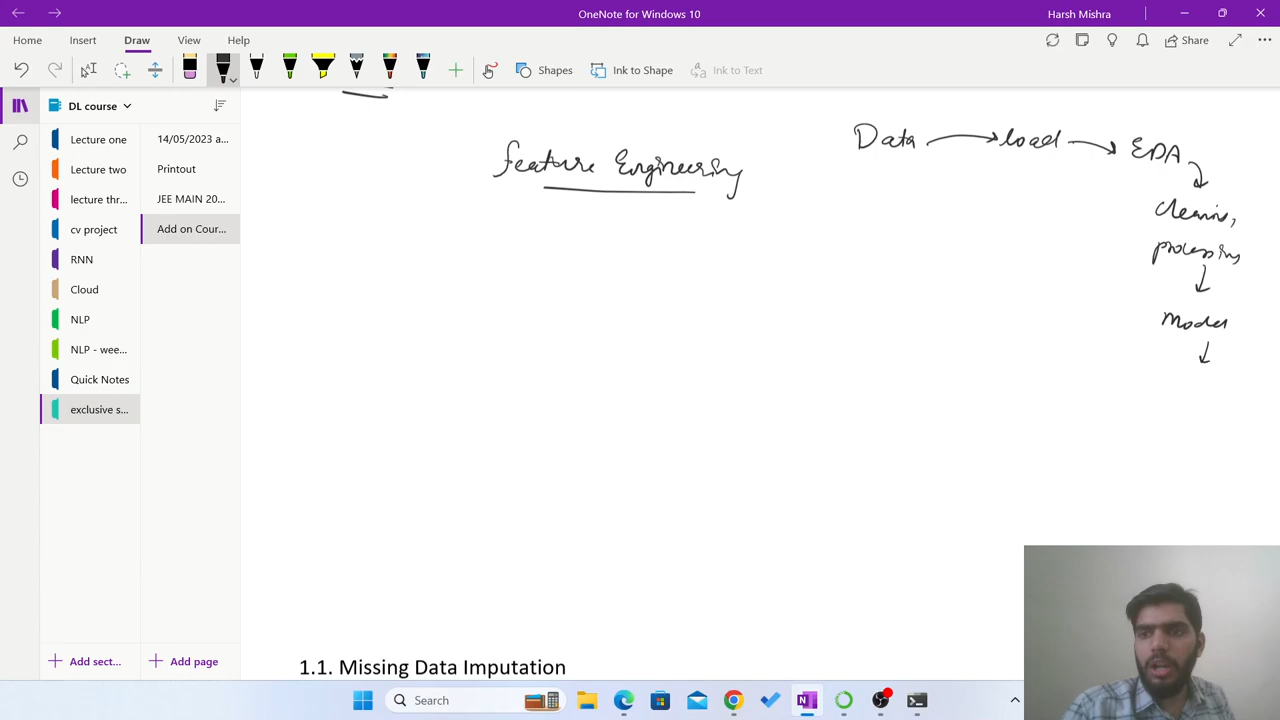 OneNote for Windows 10
Harsh Mishra
Home
Insert
Draw
View
Help
Share
Shapes
Ink to Shape
Ink to Text
DL course
Lecture one
Lecture two
lecture thr...
cv project
RNN
Cloud
NLP
NLP - wee...
Quick Notes
exclusive s...
14/05/2023 a...
Printout
JEE MAIN 20...
Add on Cour...
Feature Engineering
Data load EDA
cleaning,
processing
Model
1.1. Missing Data Imputation
Add sect...
Add page
Search